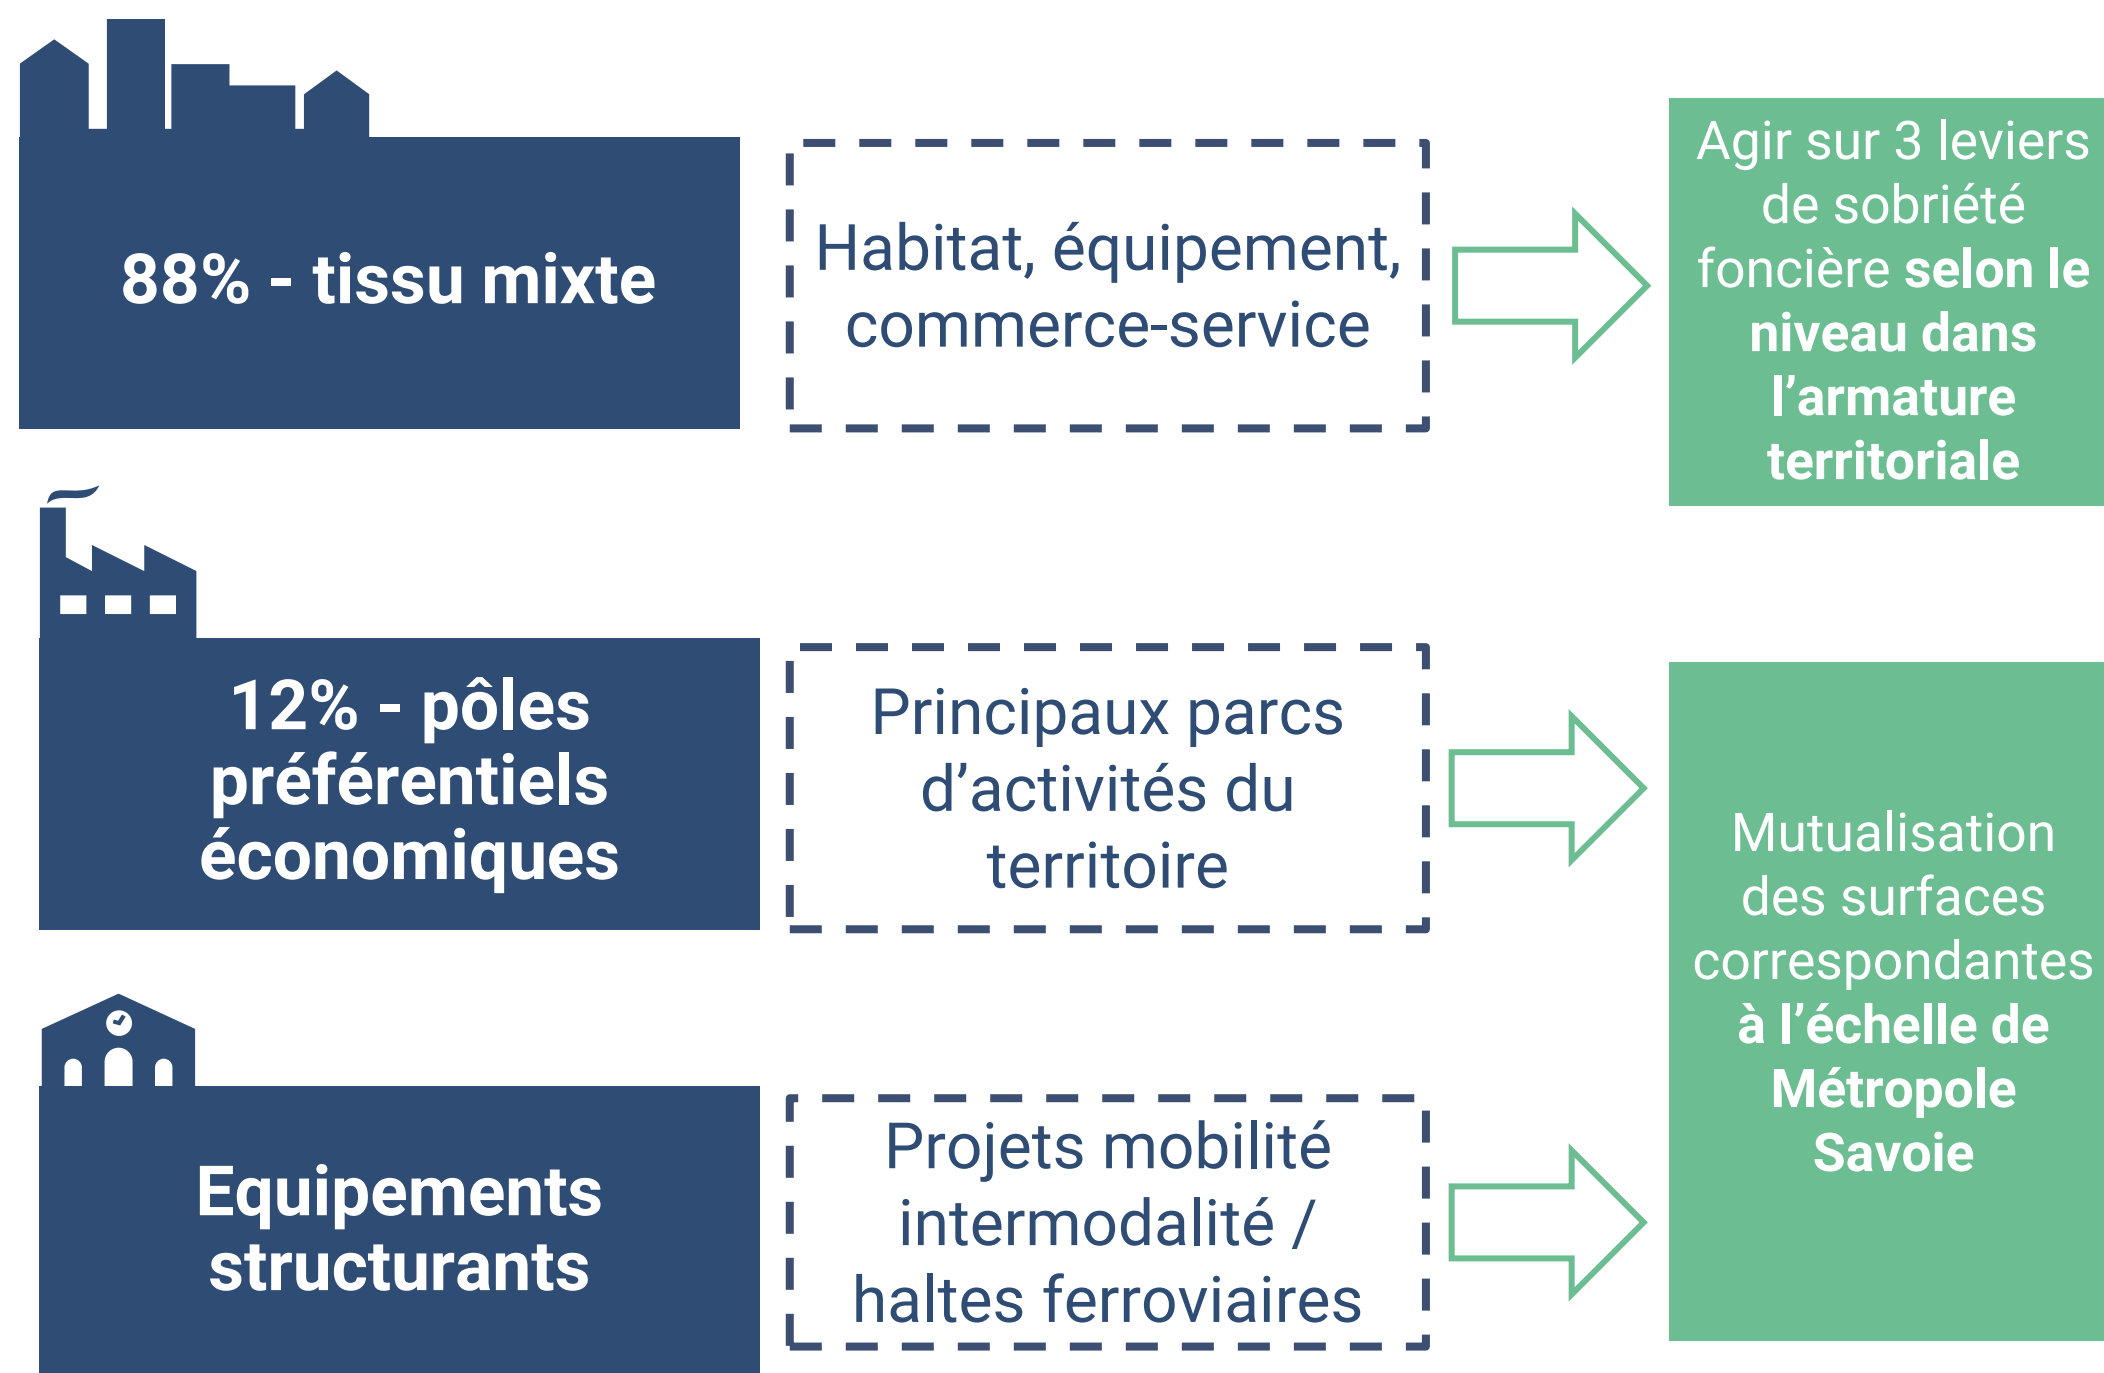 88% - tissu mixte
Habitat, équipement,
commerce-service
Agir sur 3 leviers
de sobriété
foncière selon le
niveau dans
l’armature
territoriale
12% - pôles
préférentiels
économiques
Principaux parcs
d’activités du
territoire
Equipements
structurants
Projets mobilité
intermodalité /
haltes ferroviaires
Mutualisation
des surfaces
correspondantes
à l’échelle de
Métropole
Savoie